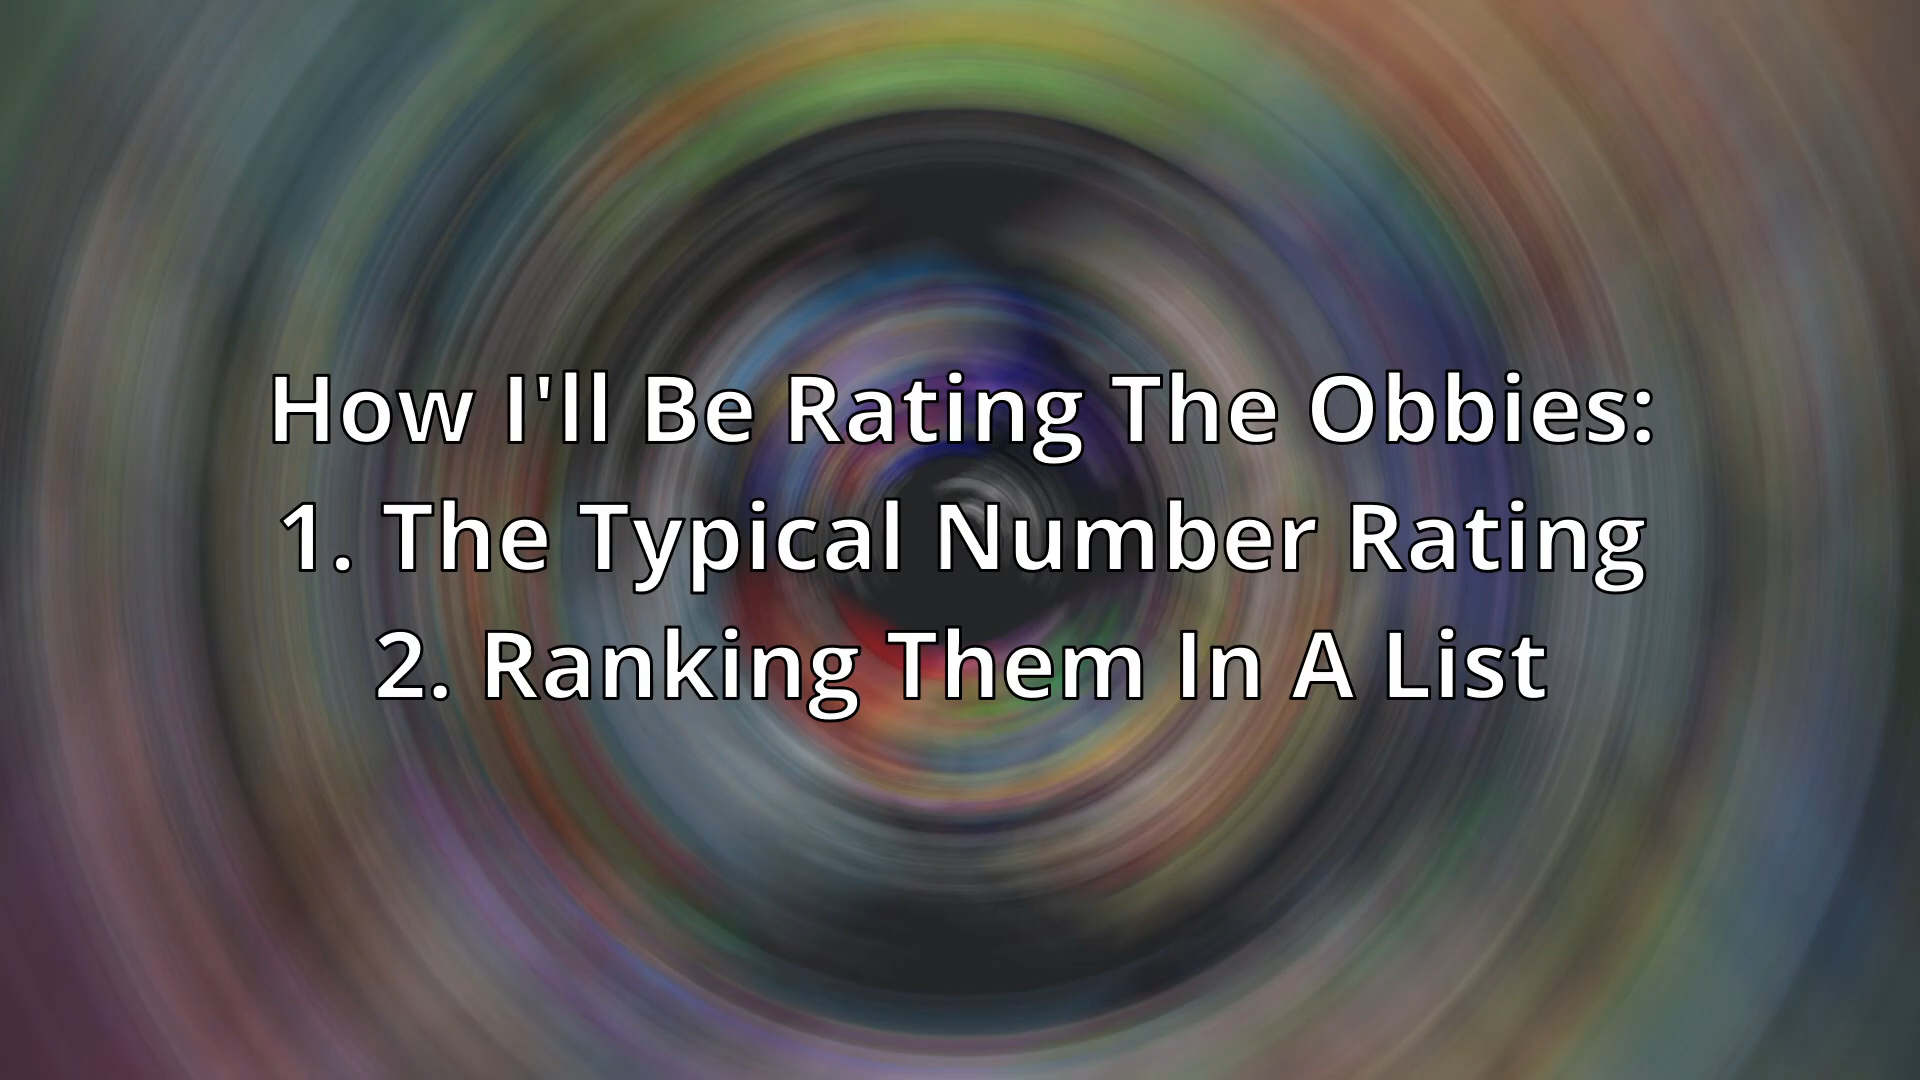 How I'll Be Rating The Obbies:
1. The Typical Number Rating
2. Ranking Them In A List